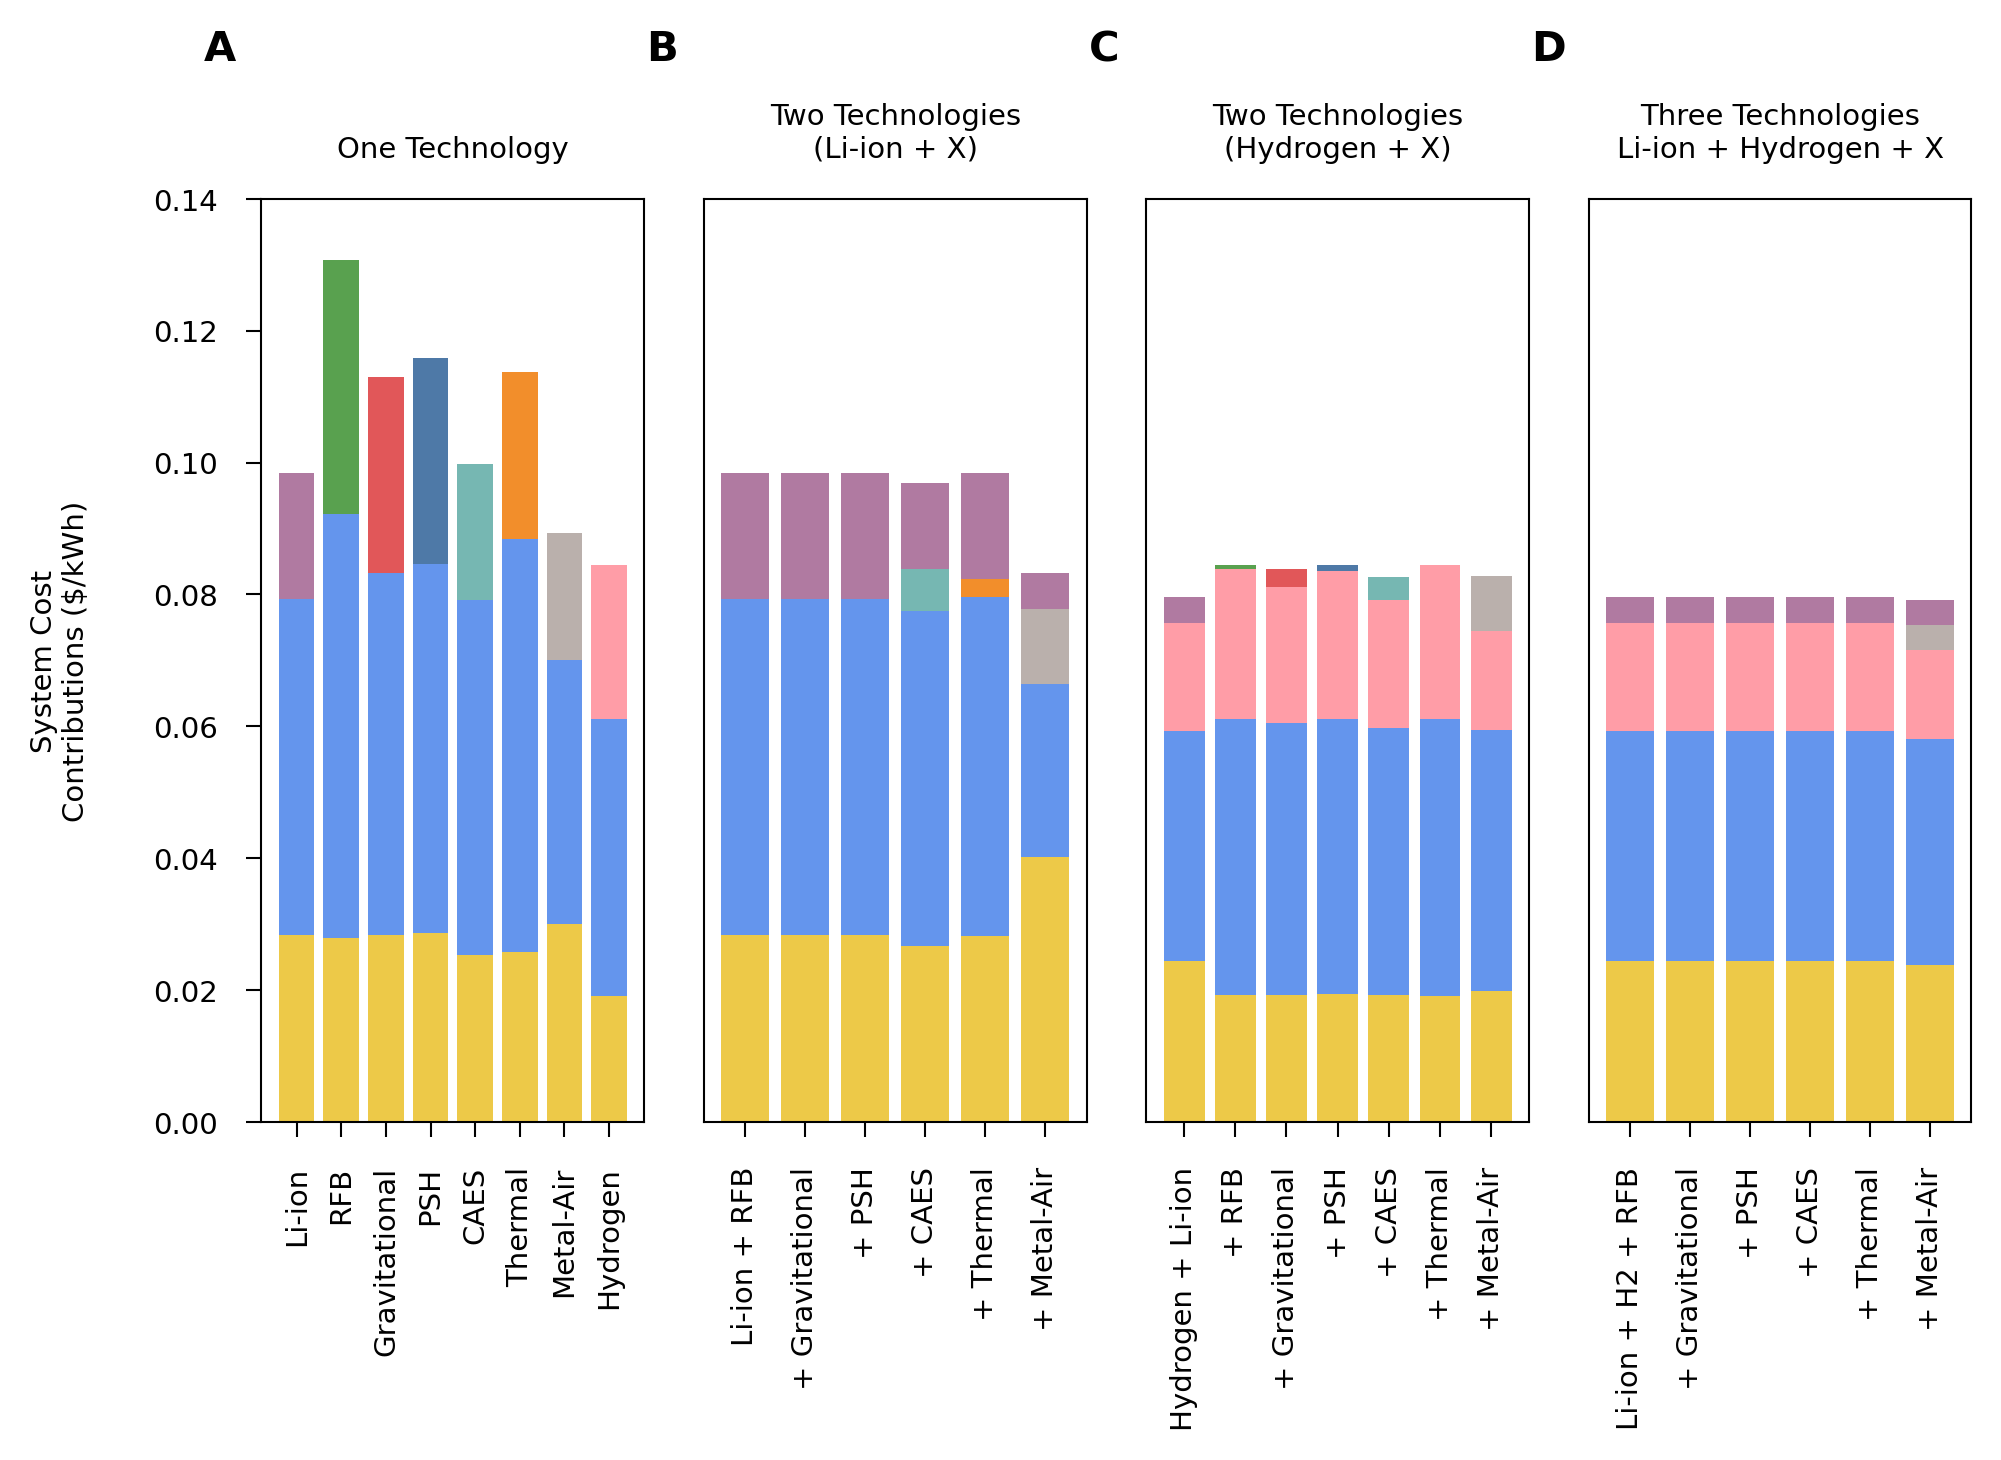 A
B
C
D
One Technology
Two Technologies
(Li-ion + X)
Two Technologies
(Hydrogen + X)
Three Technologies
Li-ion + Hydrogen + X
System Cost
Contributions ($/kWh)
0.14
0.12
0.10
0.08
0.06
0.04
0.02
0.00
Li-ion
RFB
Gravitational
PSH
CAES
Thermal
Metal-Air
Hydrogen
Li-ion + RFB
+ Gravitational
+ PSH
+ CAES
+ Thermal
+ Metal-Air
Hydrogen + Li-ion
+ RFB
+ Gravitational
+ PSH
+ CAES
+ Thermal
+ Metal-Air
Li-ion + H2 + RFB
+ Gravitational
+ PSH
+ CAES
+ Thermal
+ Metal-Air